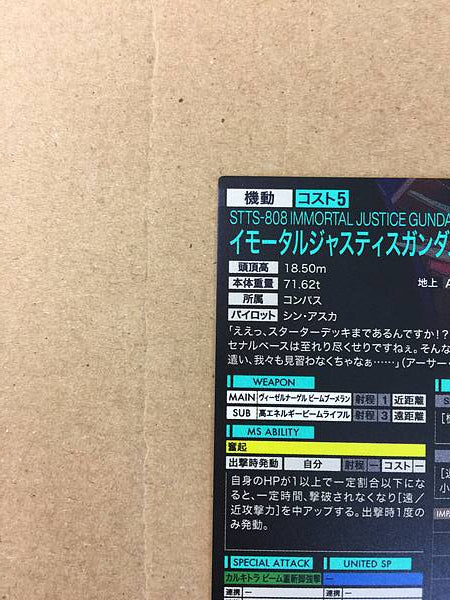 機動 コスト5
STTS-808 IMMORTAL JUSTICE GUNDA
イモータルジャスティスガンダ
頭頂高 18.50m
本体重量 71.62t 地上 A
所属 コンパス
パイロット シン・アスカ
「ええっ、スターターデッキまであるんですか!?
セナルベースは至れり尽くせりですねぇ。そんな
遣い、我々も見習わなくちゃなぁ……」(アーサー・
WEAPON
MAIN ヴィーゼルナーゲル ビームブーメラン 射程 1 近距離
SUB 高エネルギービームライフル 射程 3 遠距離
MS ABILITY
奮起
出撃時発動 自分 射程 ー コスト ー
自身のHPが1以上で一定割合以下にな
ると、一定時間、撃破されなくなり[遠/
近攻撃力]を中アップする。出撃時1度の
み発動。
SPECIAL ATTACK UNITED SP
カルキトラ ビーム重斬脚強撃 ー
連携 ー 連携 ー